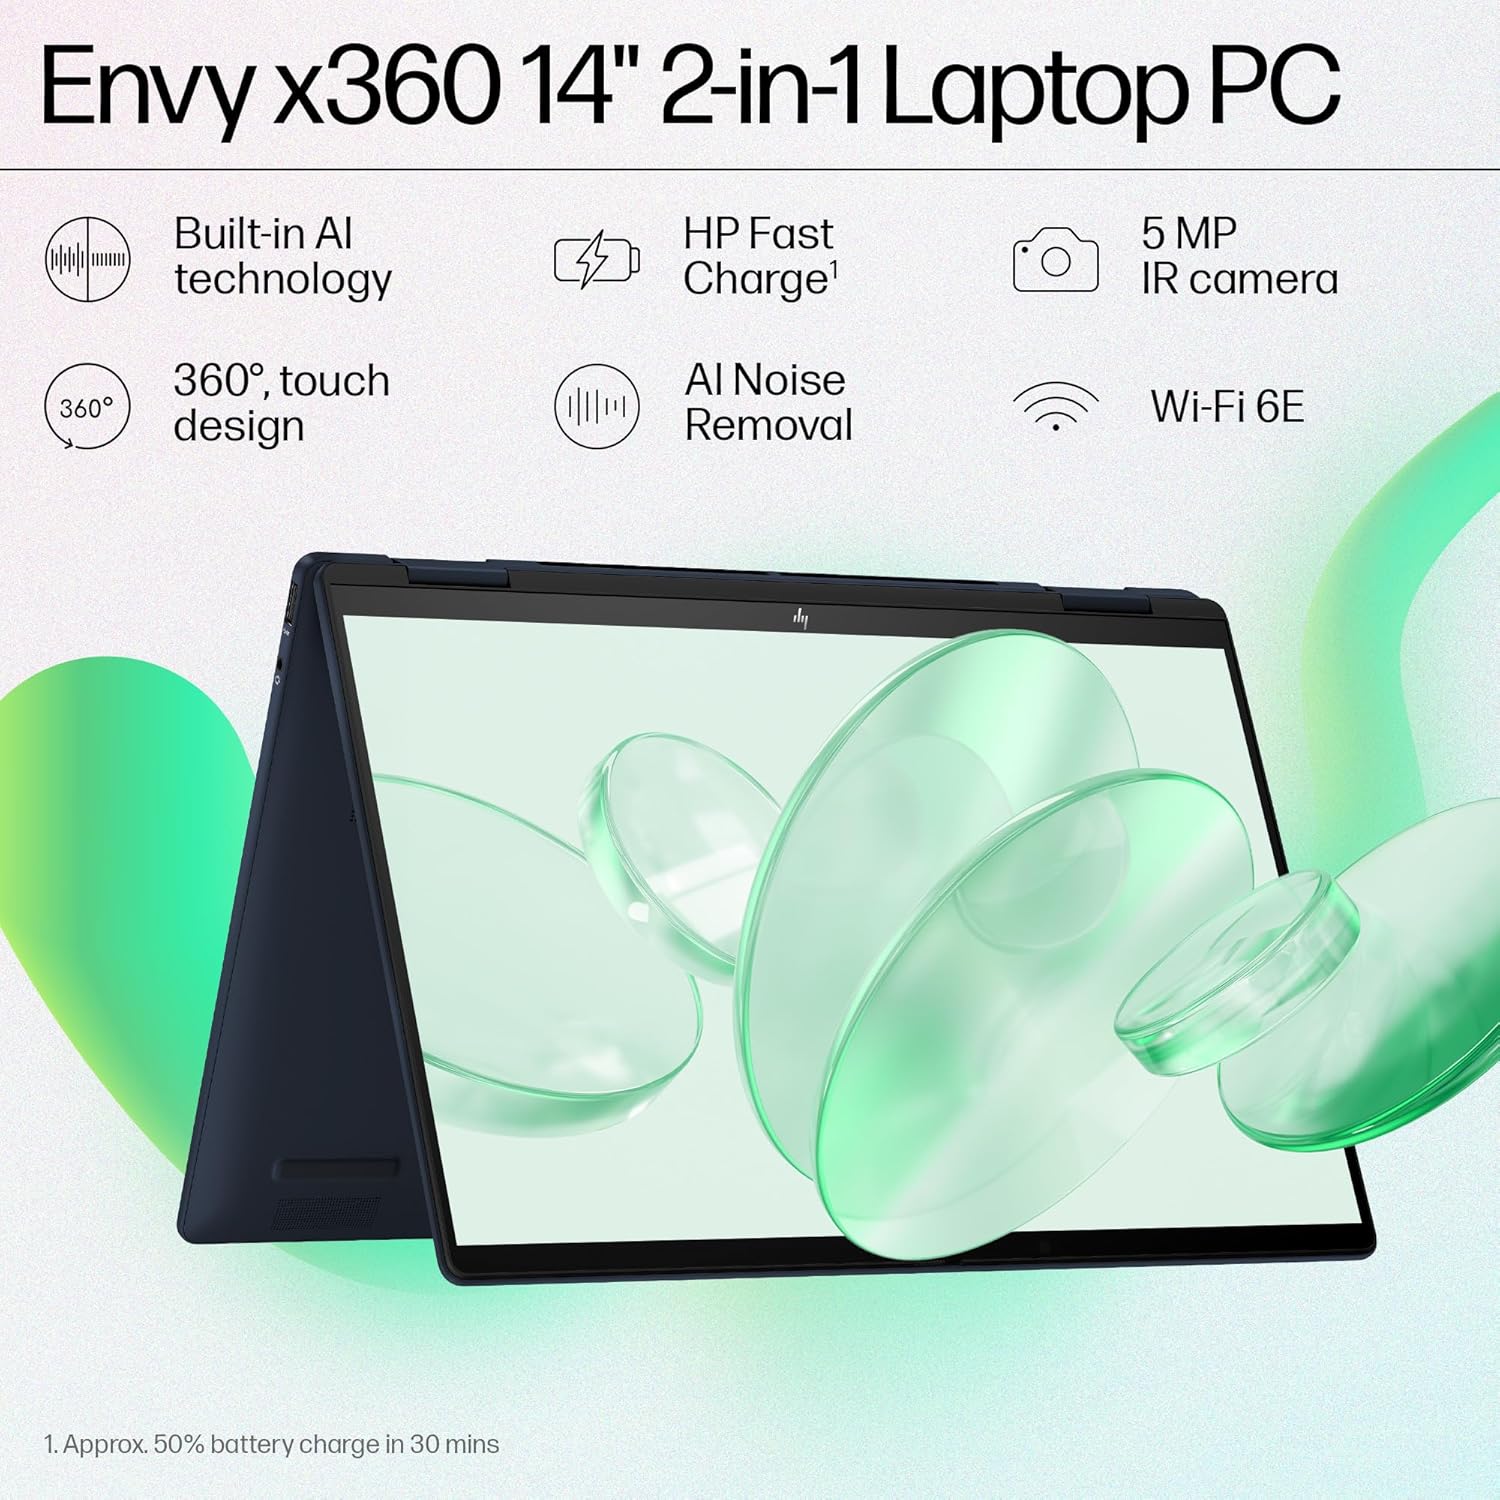 Envy x360 14" 2-in-1 Laptop PC
Built-in AI
technology
HP Fast
Charge¹
5 MP
IR camera
360°
360°, touch
design
AI Noise
Removal
Wi-Fi 6E
hp
1. Approx. 50% battery charge in 30 mins